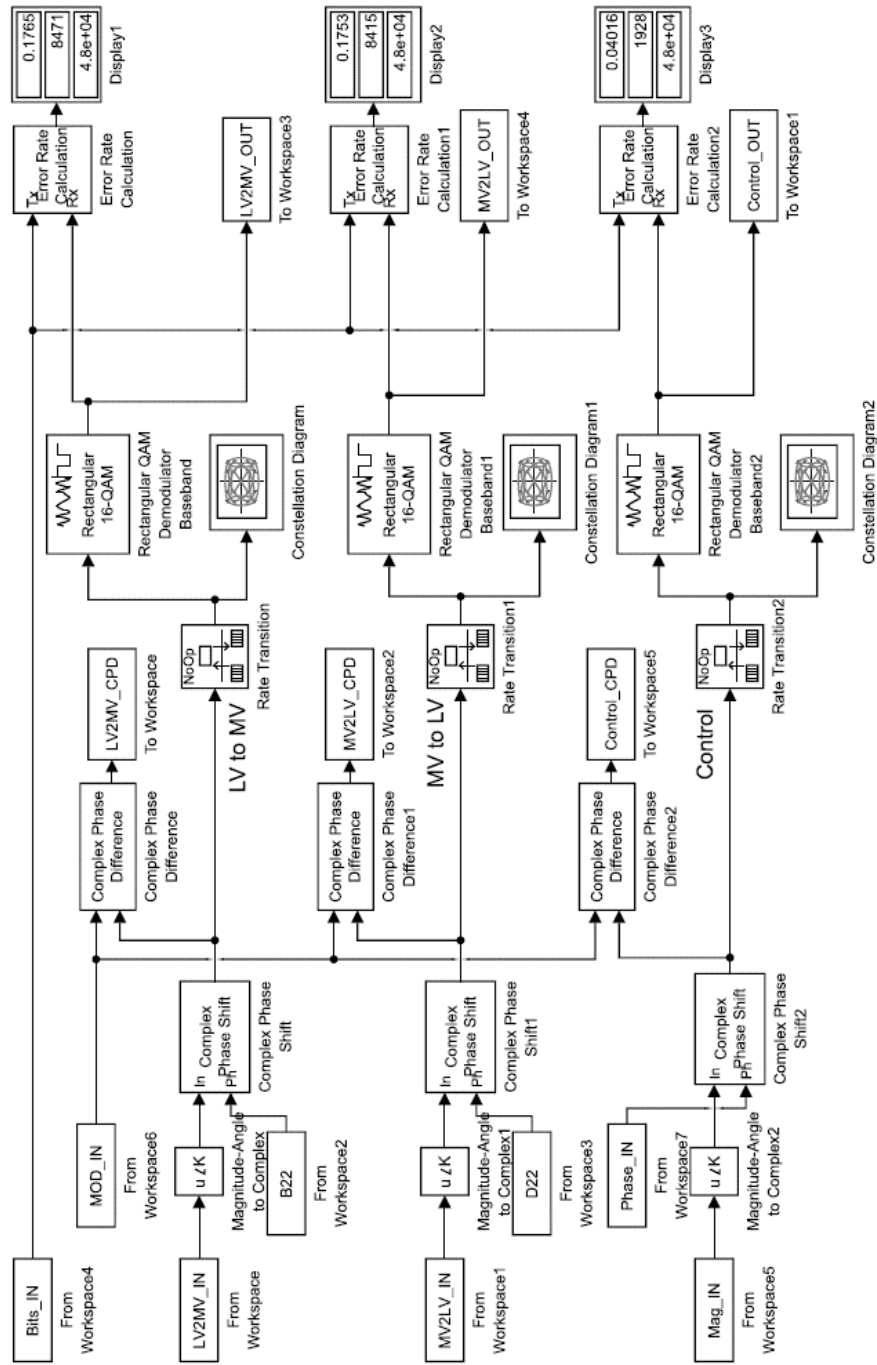 Bits_IN
From
Workspace4
MOD_IN
From
Workspace6
LV2MV_IN
From
Workspace
u∠K
Magnitude-Angle
to Complex
B22
From
Workspace2
In
Complex
Phase Shift
Ph
Complex Phase
Shift
Complex Phase
Difference
Complex Phase
Difference
LV2MV_CPD
To Workspace
LV to MV
NoOp
Rate Transition
Rectangular
16-QAM
Rectangular QAM
Demodulator
Baseband
Constellation Diagram
Tx
Error Rate
Calculation
Rx
Error Rate
Calculation
0.1765
8471
4.8e+04
Display1
LV2MV_OUT
To Workspace3
MV2LV_IN
From
Workspace1
u∠K
Magnitude-Angle
to Complex1
D22
From
Workspace3
In
Complex
Phase Shift
Ph
Complex Phase
Shift1
Complex Phase
Difference
Complex Phase
Difference1
MV2LV_CPD
To Workspace2
MV to LV
NoOp
Rate Transition1
Rectangular
16-QAM
Rectangular QAM
Demodulator
Baseband1
Constellation Diagram1
Tx
Error Rate
Calculation
Rx
Error Rate
Calculation1
0.1753
8415
4.8e+04
Display2
MV2LV_OUT
To Workspace4
Phase_IN
From
Workspace7
Mag_IN
From
Workspace5
u∠K
Magnitude-Angle
to Complex2
In
Complex
Phase Shift
Ph
Complex Phase
Shift2
Complex Phase
Difference
Complex Phase
Difference2
Control_CPD
To Workspace5
Control
NoOp
Rate Transition2
Rectangular
16-QAM
Rectangular QAM
Demodulator
Baseband2
Constellation Diagram2
Tx
Error Rate
Calculation
Rx
Error Rate
Calculation2
0.04016
1928
4.8e+04
Display3
Control_OUT
To Workspace1